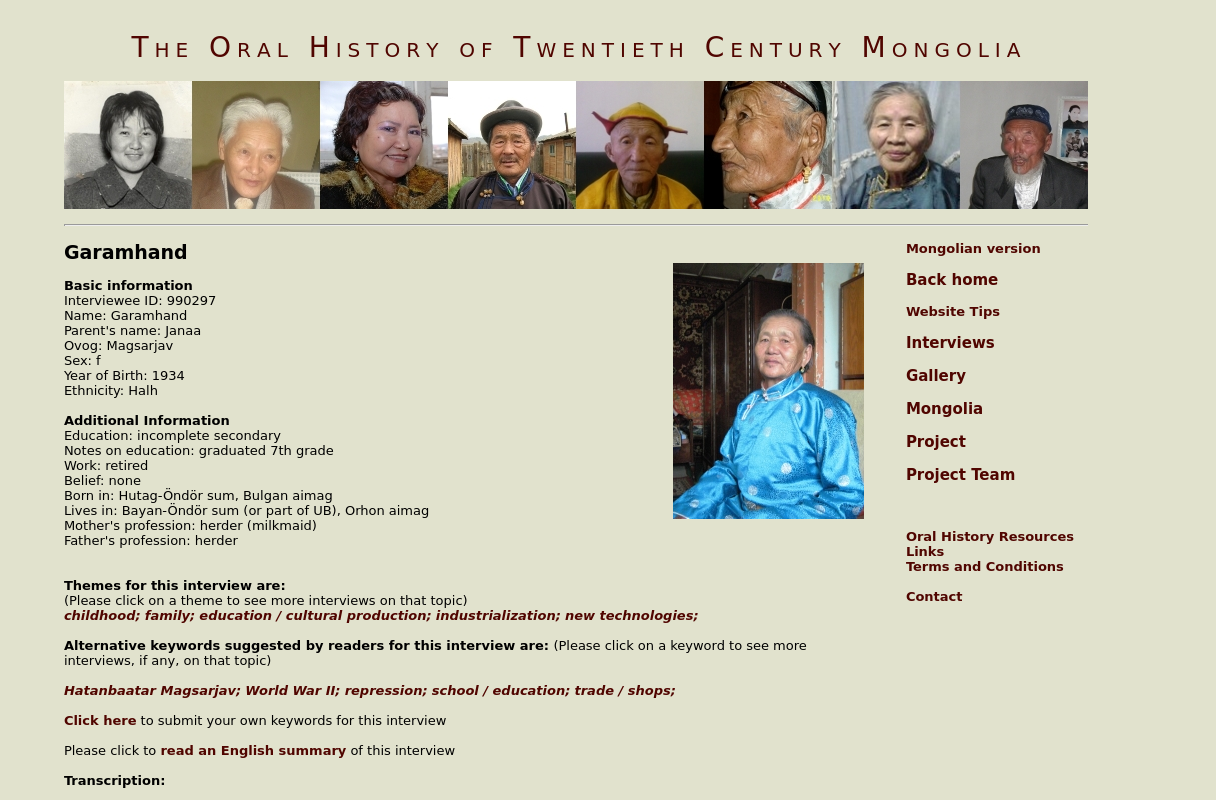 The Oral History of Twentieth Century Mongolia
Garamhand
Basic information
Interviewee ID: 990297
Name: Garamhand
Parent's name: Janaa
Ovog: Magsarjav
Sex: f
Year of Birth: 1934
Ethnicity: Halh
Additional Information
Education: incomplete secondary
Notes on education: graduated 7th grade
Work: retired
Belief: none
Born in: Hutag-Öndör sum, Bulgan aimag
Lives in: Bayan-Öndör sum (or part of UB), Orhon aimag
Mother's profession: herder (milkmaid)
Father's profession: herder
Themes for this interview are:
(Please click on a theme to see more interviews on that topic)
childhood; family; education / cultural production; industrialization; new technologies;
Alternative keywords suggested by readers for this interview are: (Please click on a keyword to see more
interviews, if any, on that topic)
Hatanbaatar Magsarjav; World War II; repression; school / education; trade / shops;
Click here to submit your own keywords for this interview
Please click to read an English summary of this interview
Transcription:
Mongolian version
Back home
Website Tips
Interviews
Gallery
Mongolia
Project
Project Team
Oral History Resources
Links
Terms and Conditions
Contact